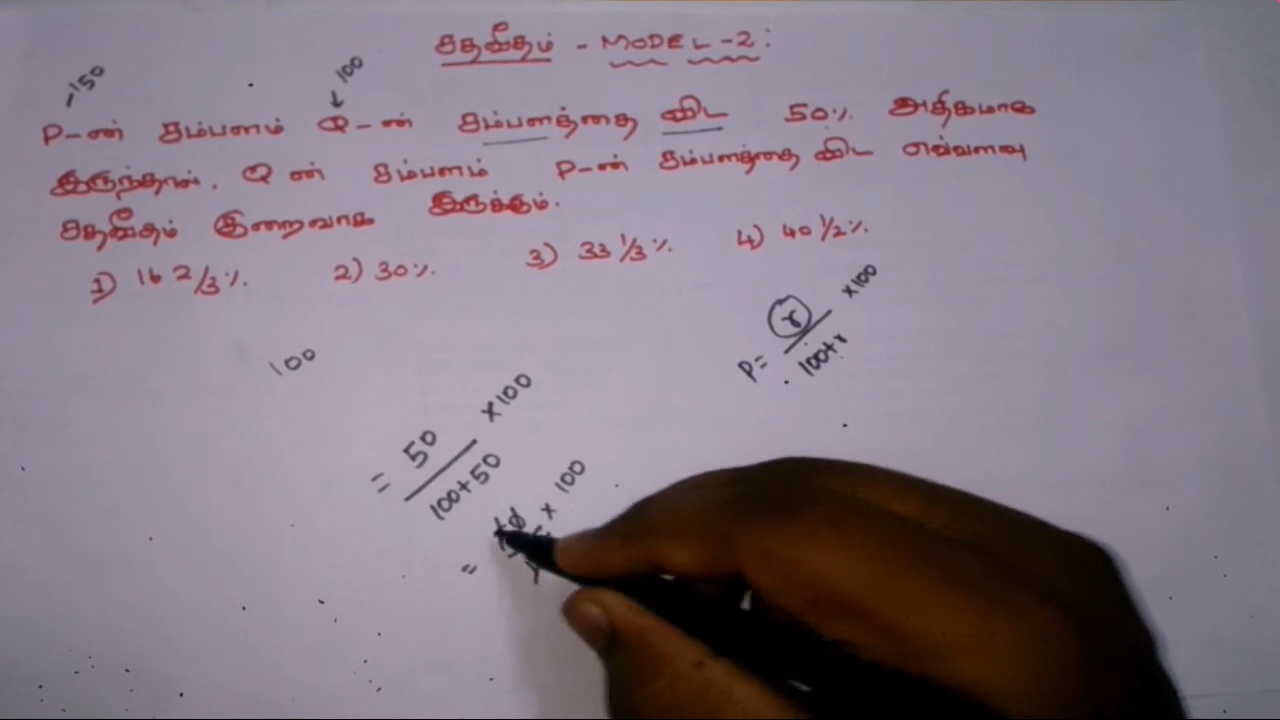 சதவீதம் - MODEL -2:
- 150
100
P-ன் சம்பளம் Q-ன் சம்பளத்தை விட 50% அதிகமாக
இருந்தால், Q ன் சம்பளம் P-ன் சம்பளத்தை விட எவ்வளவு
சதவீதம் குறைவாக இருக்கும்.
1) 16 2/3% 2) 30% 3) 33 1/3% 4) 40 1/2%
P= r/100+r ×100
100
= 50/100+50 ×100
= × 100